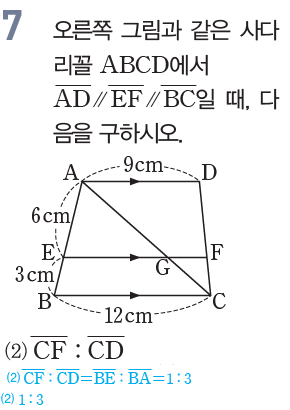 7
오른쪽 그림과 같은 사다
리꼴 ABCD에서
AD∥EF∥BC일 때, 다
음을 구하시오.
9cm
A D
6cm
E F
G
3cm
B C
12cm
(2) CF : CD
(2) CF : CD=BE : BA=1 : 3
(2) 1 : 3